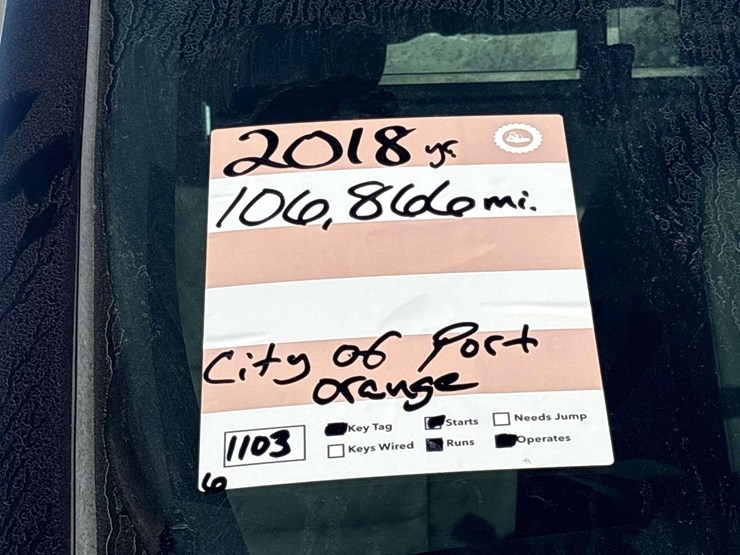 2018 yr
106,866 mi.
City of Port
orange
1103
Key Tag Starts Needs Jump
Keys Wired Runs Operates
6